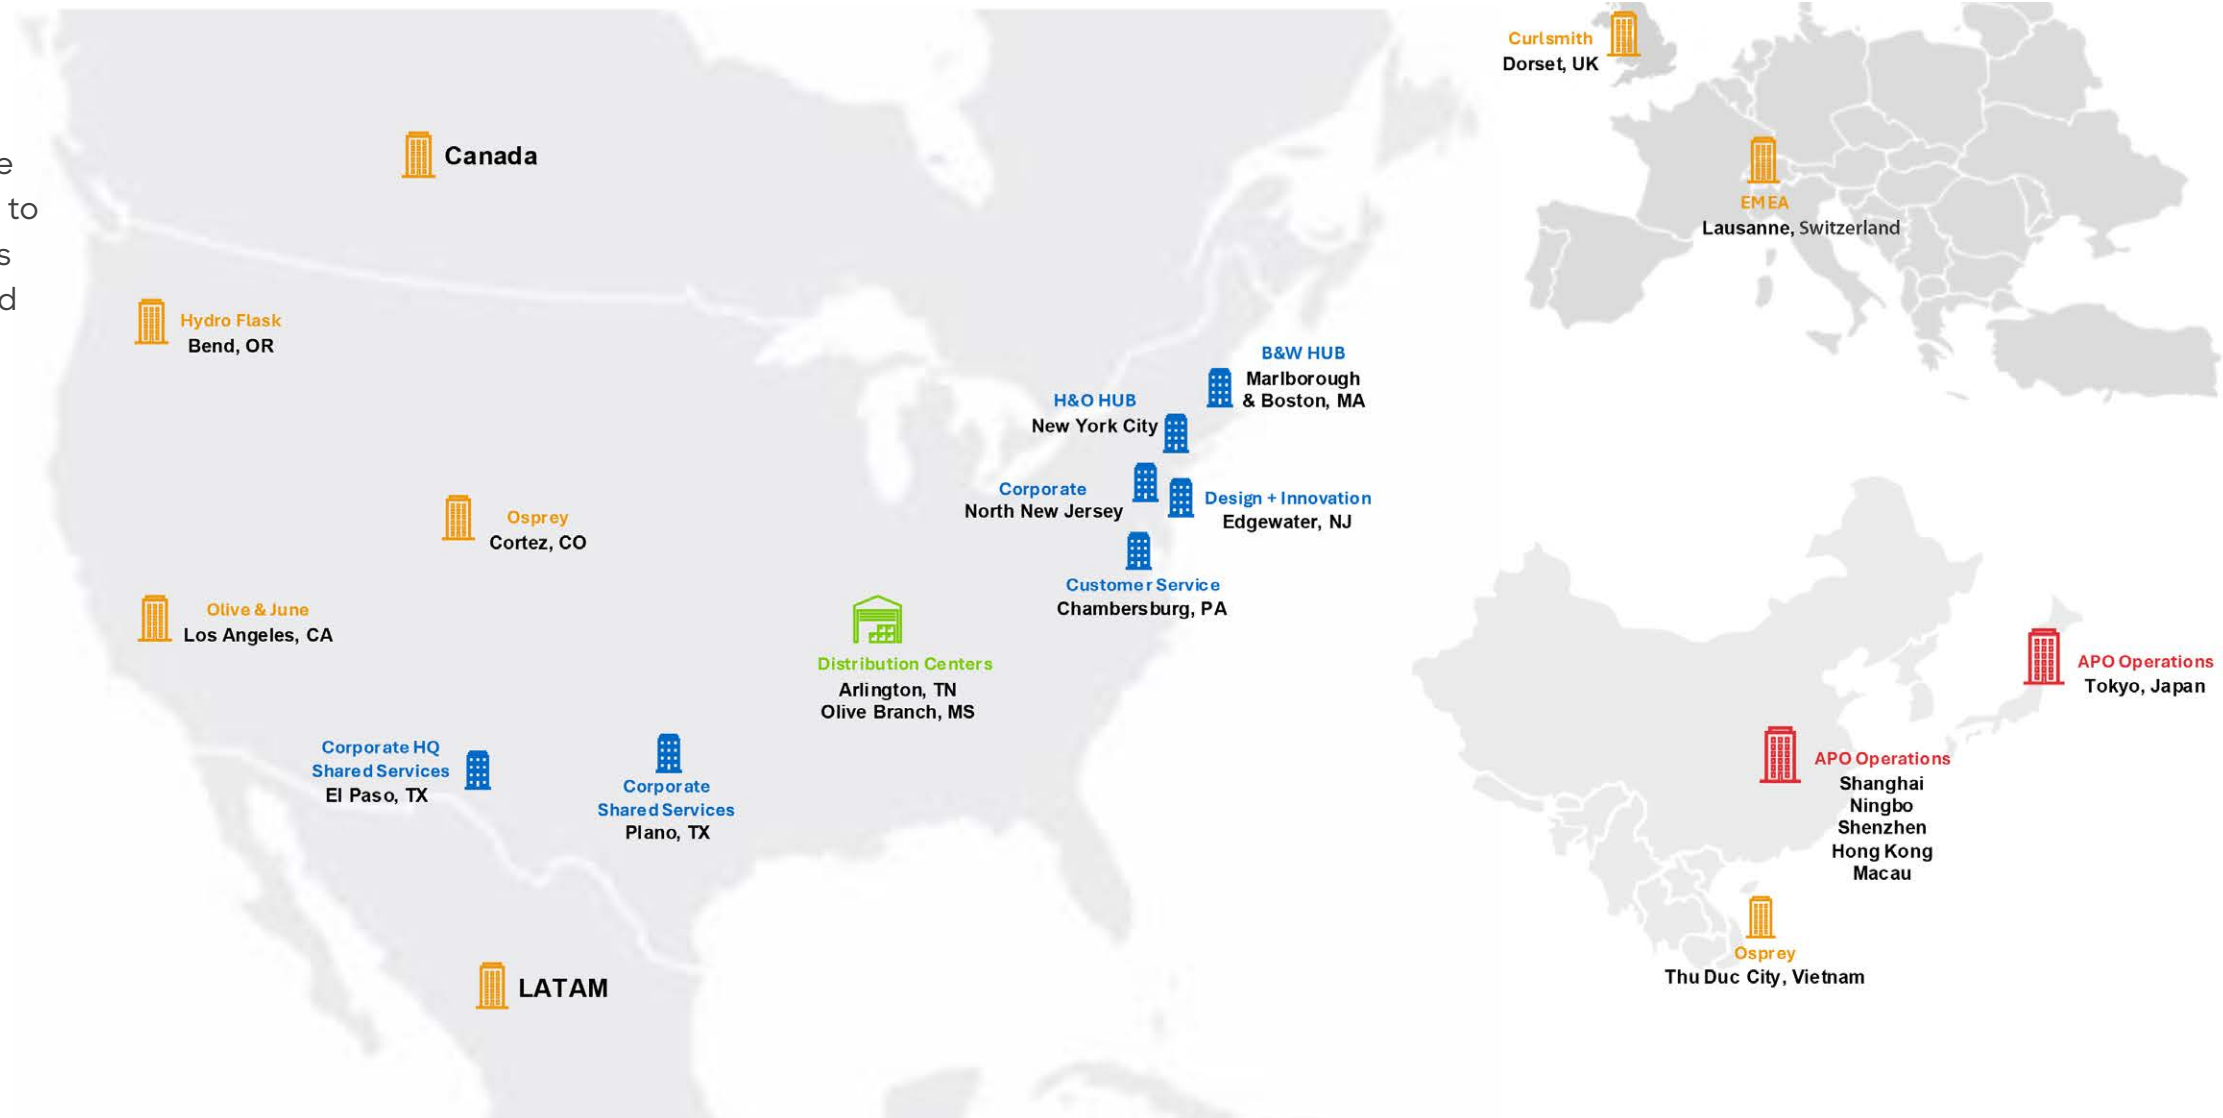 e
to
s
d
Canada
Hydro Flask
Bend, OR
Osprey
Cortez, CO
Olive & June
Los Angeles, CA
Corporate HQ
Shared Services
El Paso, TX
Corporate
Shared Services
Plano, TX
LATAM
Distribution Centers
Arlington, TN
Olive Branch, MS
B&W HUB
Marlborough
& Boston, MA
H&O HUB
New York City
Corporate
North New Jersey
Design + Innovation
Edgewater, NJ
Customer Service
Chambersburg, PA
Curlsmith
Dorset, UK
EMEA
Lausanne, Switzerland
APO Operations
Tokyo, Japan
APO Operations
Shanghai
Ningbo
Shenzhen
Hong Kong
Macau
Osprey
Thu Duc City, Vietnam